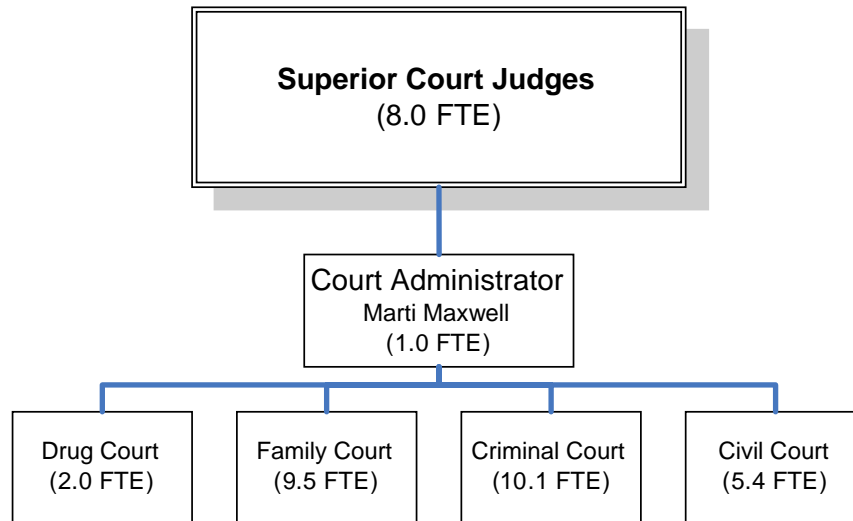 Superior Court Judges
(8.0 FTE)
Court Administrator
Marti Maxwell
(1.0 FTE)
Drug Court
(2.0 FTE)
Family Court
(9.5 FTE)
Criminal Court
(10.1 FTE)
Civil Court
(5.4 FTE)